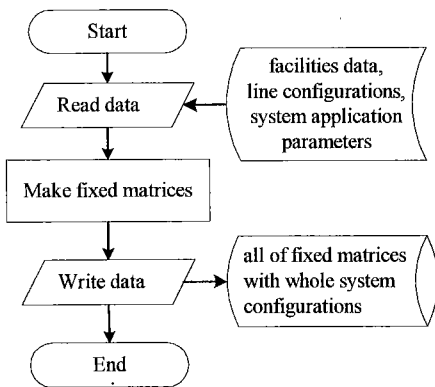 Start
Read data
facilities data,
line configurations,
system application
parameters
Make fixed matrices
Write data
all of fixed matrices
with whole system
configurations
End